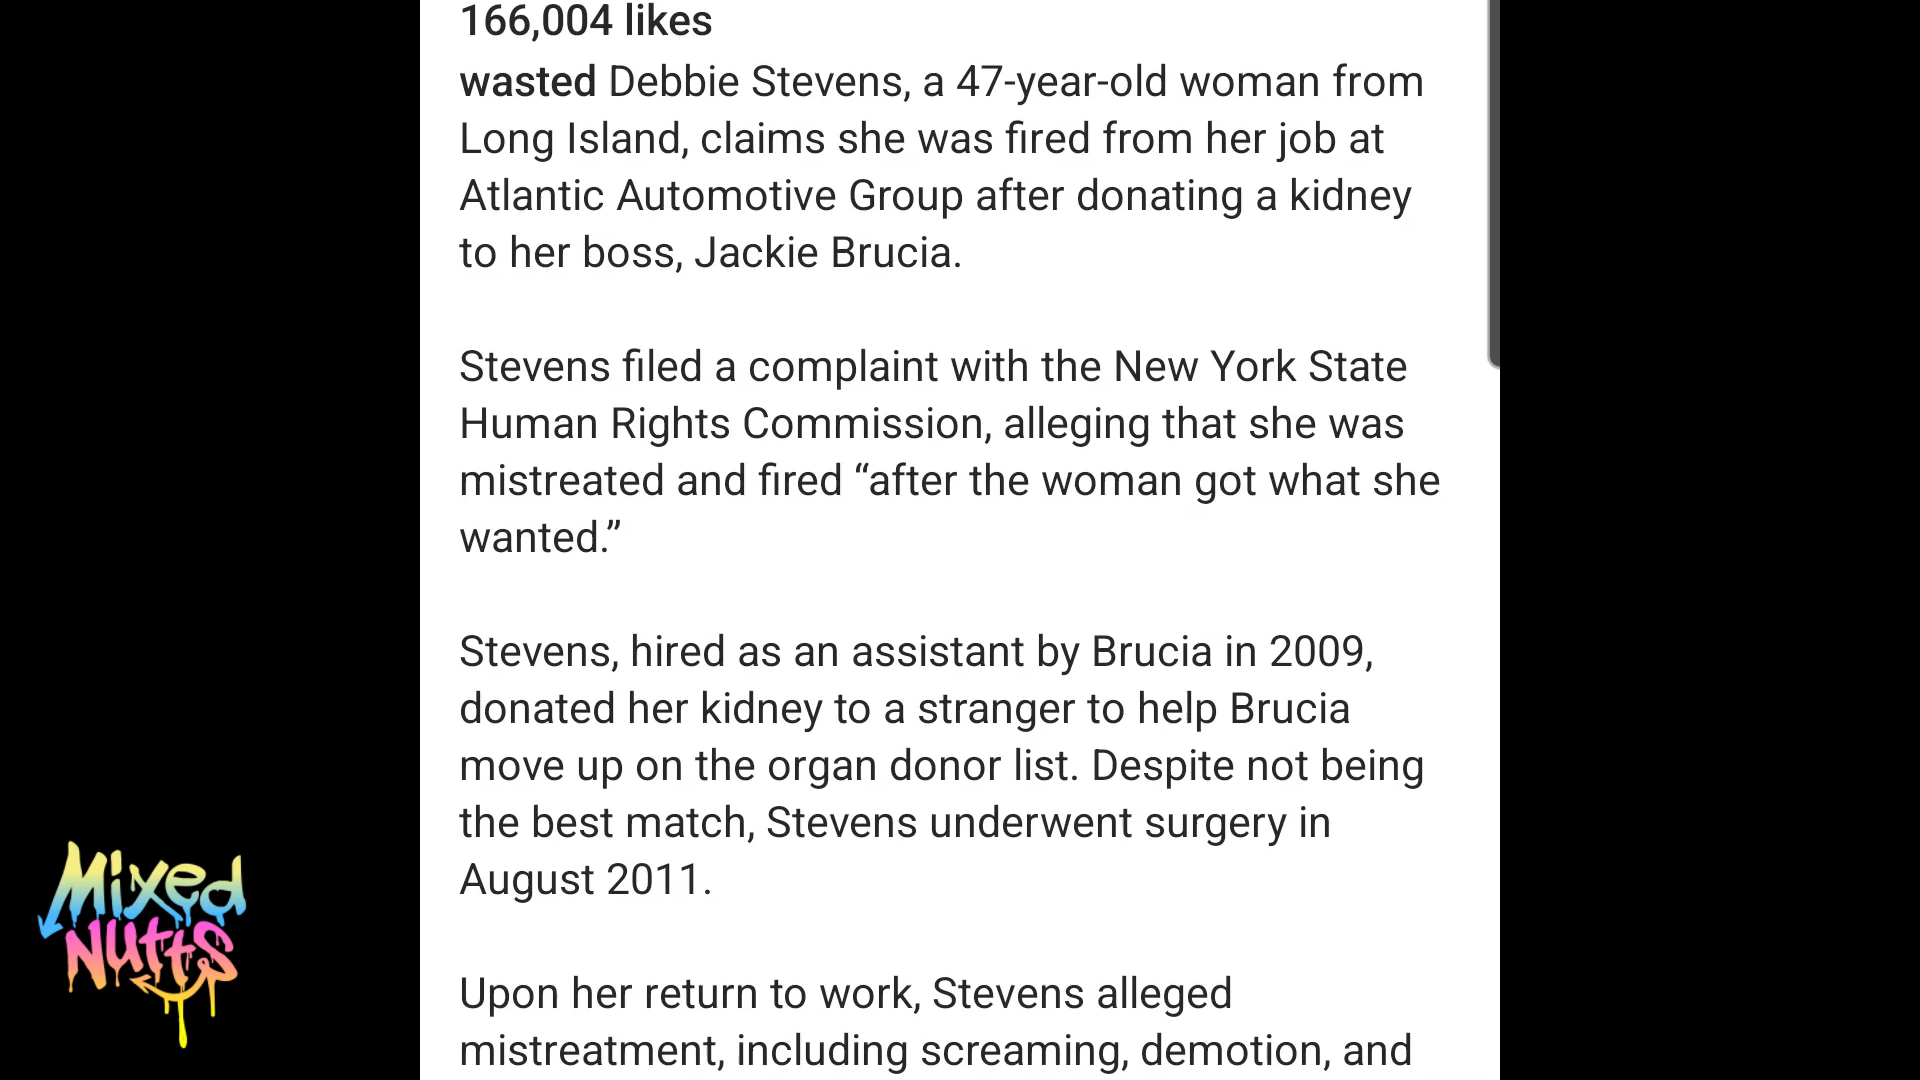 166,004 likes
wasted Debbie Stevens, a 47-year-old woman from
Long Island, claims she was fired from her job at
Atlantic Automotive Group after donating a kidney
to her boss, Jackie Brucia.
Stevens filed a complaint with the New York State
Human Rights Commission, alleging that she was
mistreated and fired “after the woman got what she
wanted.”
Stevens, hired as an assistant by Brucia in 2009,
donated her kidney to a stranger to help Brucia
move up on the organ donor list. Despite not being
the best match, Stevens underwent surgery in
August 2011.
Upon her return to work, Stevens alleged
mistreatment, including screaming, demotion, and
Mixed
Nutts